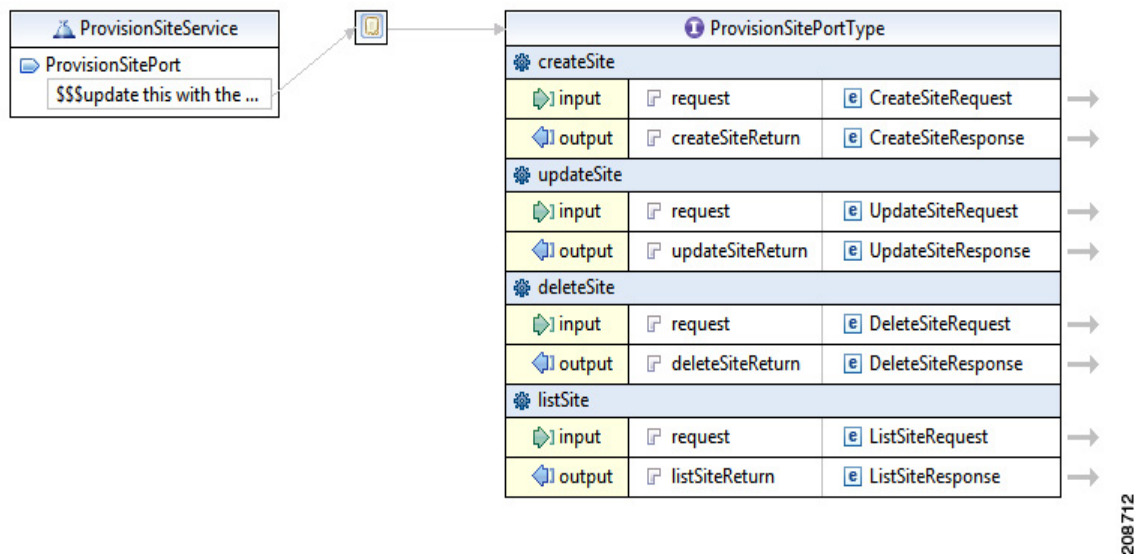 ProvisionSiteService
ProvisionSitePort
$$$update this with the ...
ProvisionSitePortType
createSite
input request e CreateSiteRequest
output createSiteReturn e CreateSiteResponse
updateSite
input request e UpdateSiteRequest
output updateSiteReturn e UpdateSiteResponse
deleteSite
input request e DeleteSiteRequest
output deleteSiteReturn e DeleteSiteResponse
listSite
input request e ListSiteRequest
output listSiteReturn e ListSiteResponse
208712